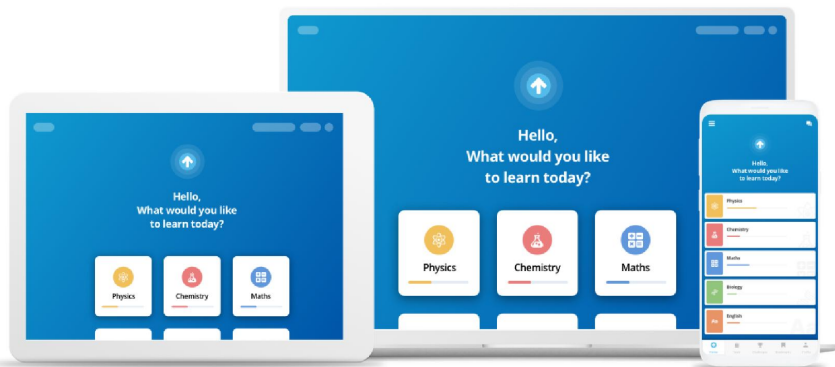 Hello,
What would you like
to learn today?
Physics
Chemistry
Maths
Hello,
What would you like
to learn today?
Physics
Chemistry
Maths
Hello,
What would you like
to learn today?
Physics
Chemistry
Maths
Biology
English